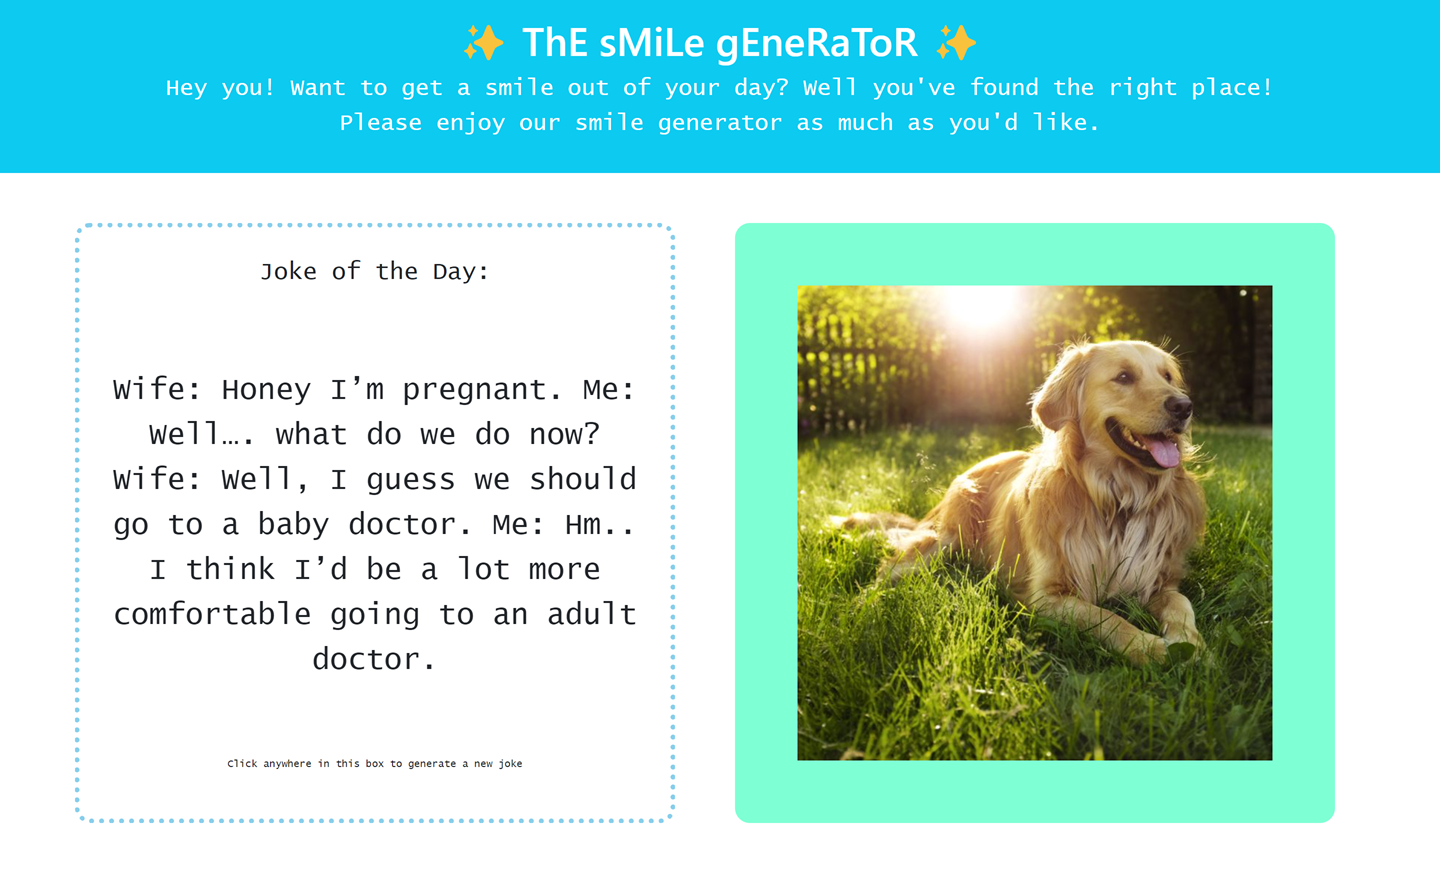 ✨ ThE sMiLe gEneRaToR ✨
Hey you! Want to get a smile out of your day? Well you've found the right place!
Please enjoy our smile generator as much as you'd like.
Joke of the Day:
Wife: Honey I’m pregnant. Me:
Well…. what do we do now?
Wife: Well, I guess we should
go to a baby doctor. Me: Hm..
I think I’d be a lot more
comfortable going to an adult
doctor.
Click anywhere in this box to generate a new joke